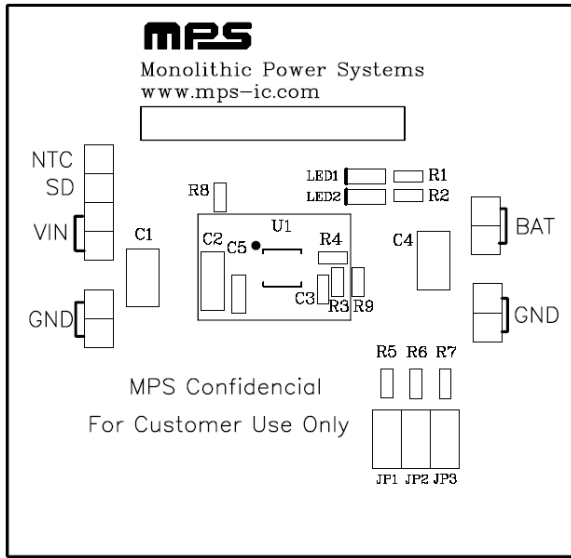 mps
Monolithic Power Systems
www.mps-ic.com
NTC
SD
VIN
GND
LED1
R1
LED2
R2
R8
U1
C1
C2
C5
R4
C4
BAT
C3
R3
R9
GND
R5 R6 R7
MPS Confidencial
For Customer Use Only
JP1 JP2 JP3